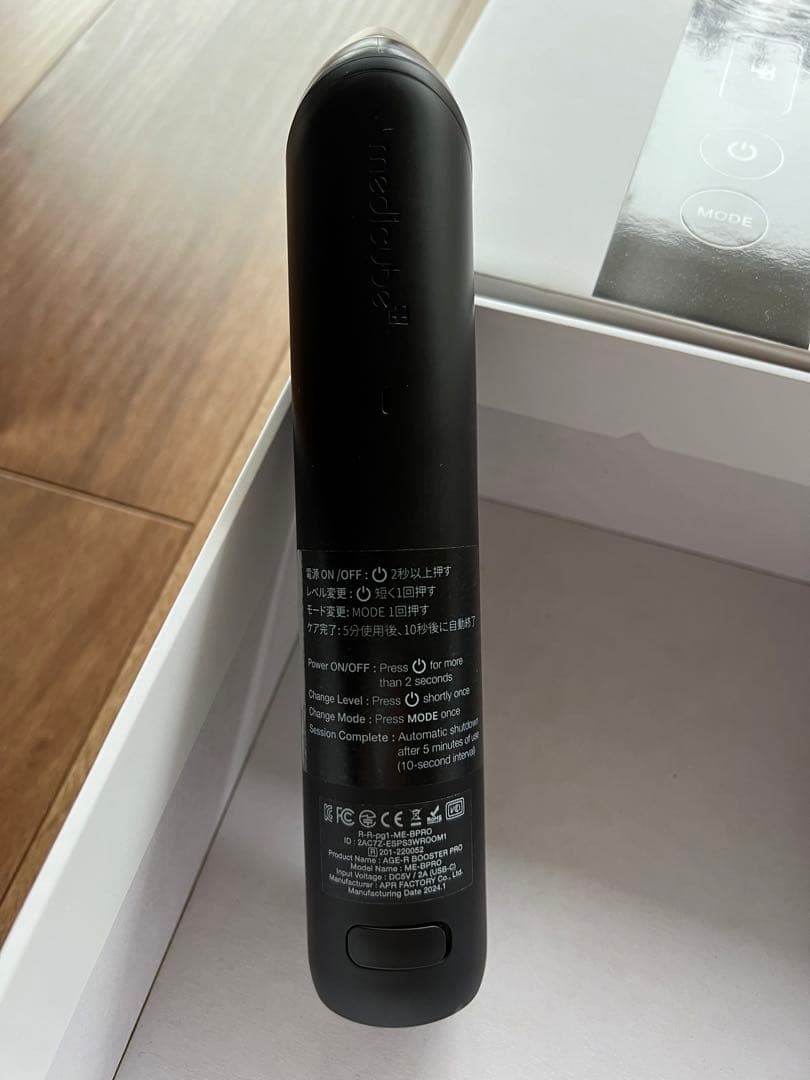 medicube
MODE
電源 ON /OFF : 2秒以上押す
レベル変更 : 短く1回押す
モード変更: MODE 1回押す
ケア完了: 5分使用後、10秒後に自動終了
Power ON/OFF : Press for more
than 2 seconds
Change Level : Press shortly once
Change Mode : Press MODE once
Session Complete : Automatic shutdown
after 5 minutes of use
(10-second interval)
FC CE RoHS
R-R-pg1-ME-BPRO
ID : 2AC7Z-ESPS3WROOM1
R 201-220052
Product Name : AGE-R BOOSTER PRO
Model Name : ME-BPRO
Input Voltage : DC5V / 2A (USB-C)
Manufacturar : APR FACTORY Co., Ltd.
Manufacturing Date 2024.1